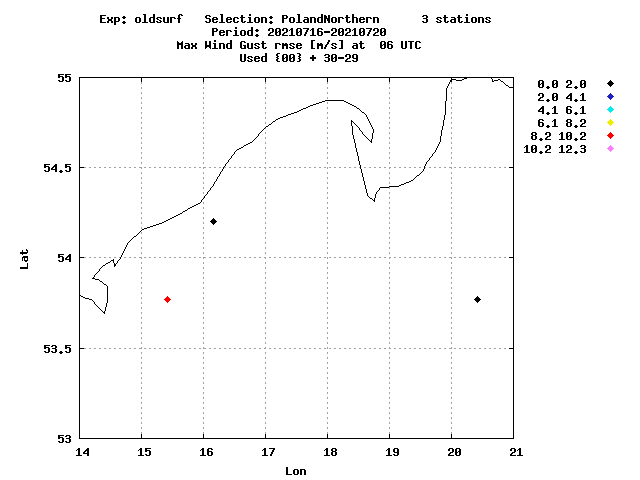 Exp: oldsurf   Selection: PolandNorthern      3 stations
Period: 20210716-20210720
Max Wind Gust rmse [m/s] at  06 UTC
Used {00} + 30-29
0.0 2.0
2.0 4.1
4.1 6.1
6.1 8.2
8.2 10.2
10.2 12.3
55
54.5
54
53.5
53
Lat
14 15 16 17 18 19 20 21
Lon